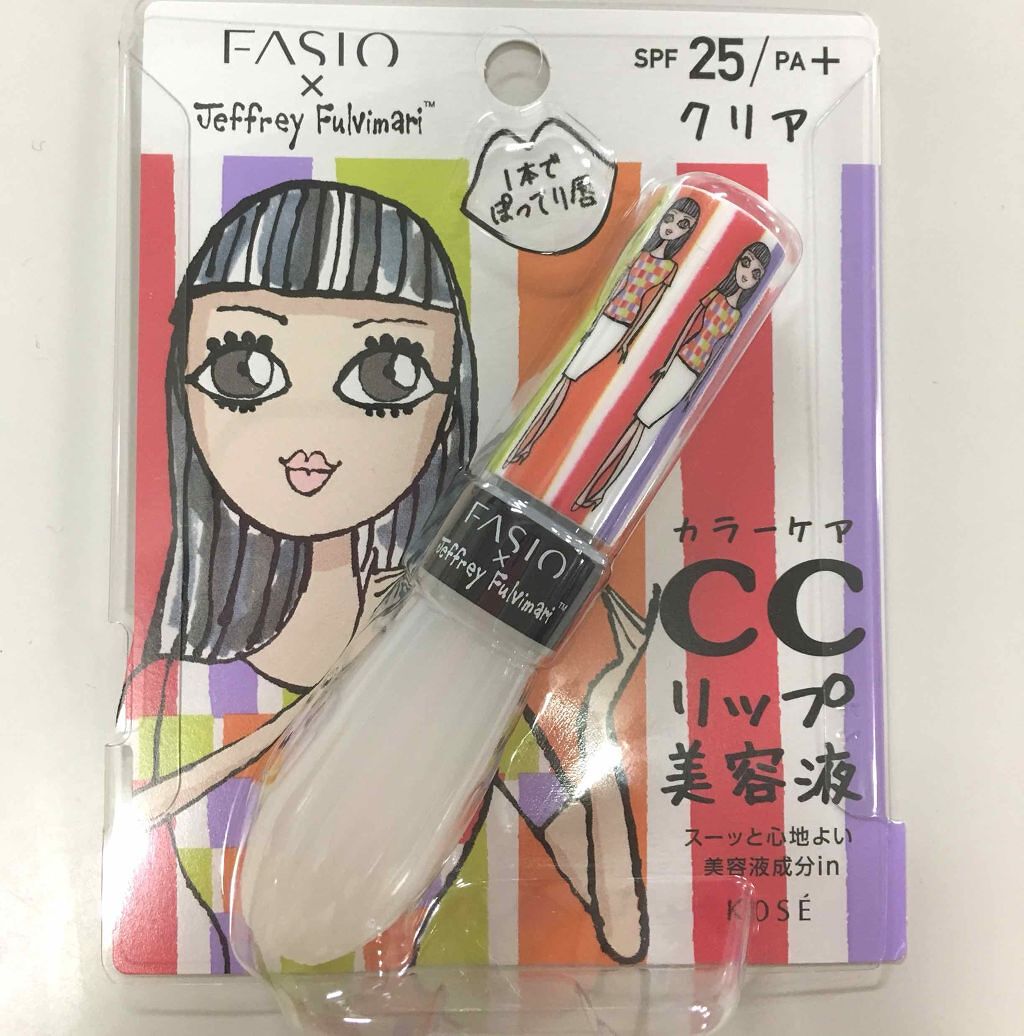 FASIO
×
Jeffrey Fulvimari™
SPF 25/PA+
クリア
1本で
ぽってり唇
FASIO
×
Jeffrey Fulvimari™
カラーケア
CC
リップ
美容液
スーッと心地よい
美容液成分in
KOSÉ